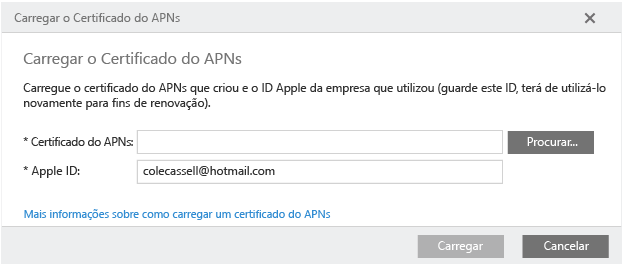 Carregar o Certificado do APNs
Carregar o Certificado do APNs
Carregue o certificado do APNs que criou e o ID Apple da empresa que utilizou (guarde este ID, terá de utilizá-lo
novamente para fins de renovação).
* Certificado do APNs:
Procurar...
* Apple ID:
colecassell@hotmail.com
Mais informações sobre como carregar um certificado do APNs
Carregar
Cancelar